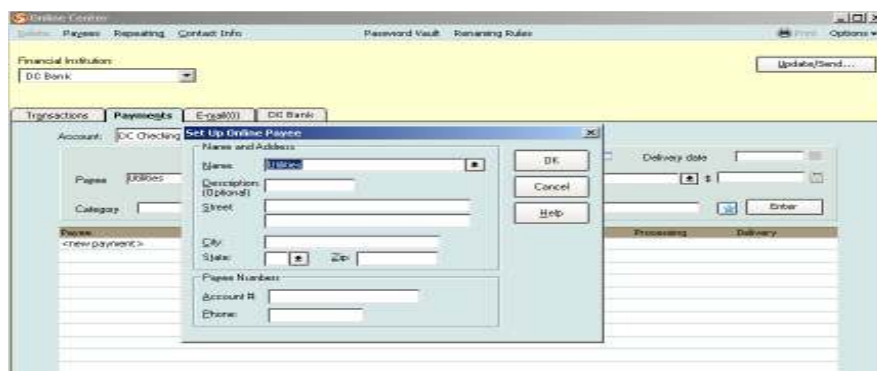 Online Center
Delete Payees Repeating Contact Info Password Vault Renaming Rules Print Options
Financial Institution
DC Bank
Update/Send...
Transactions Payments E-mail(0) DC Bank
Account: DC Checking
Set Up Online Payee
Name and Address
Name: Utilities
Description
(Optional)
Street:
City:
State: Zip:
Payee Numbers
Account #:
Phone:
OK
Cancel
Help
Delivery date
Payee Utilities $
Category Enter
Payee Processing Delivery
<new payment>